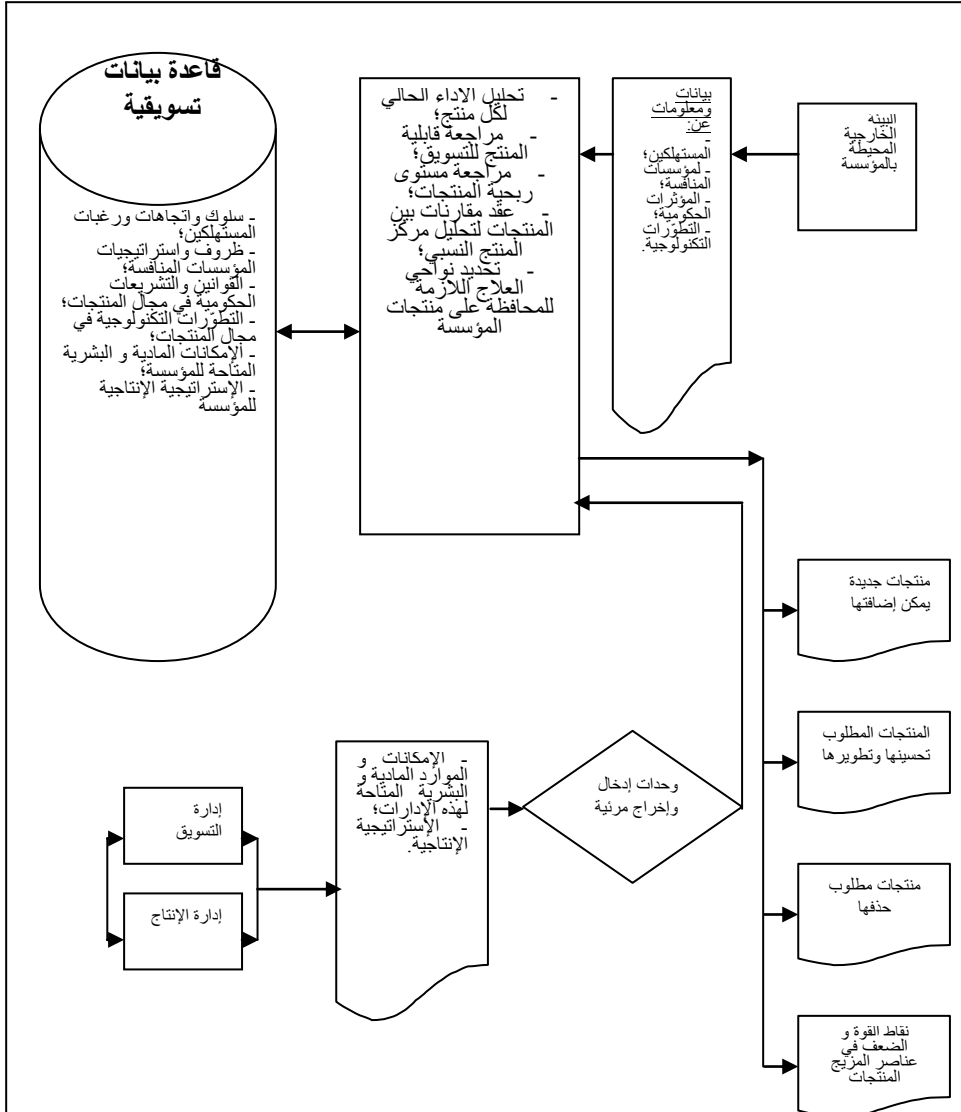 قاعدة بيانات
تسويقية
- سلوك واتجاهات ورغبات
المستهلكين؛
- ظروف واستراتيجيات
المؤسسات المنافسة؛
- القوانين والتشريعات
الحكومية في مجال المنتجات؛
- التطوّرات التكنولوجية في
مجال المنتجات؛
- الإمكانات المادية و البشرية
المتاحة للمؤسسة؛
- الإستراتيجية الإنتاجية
للمؤسسة
- تحليل الاداء الحالي
لكل منتج؛
- مراجعة قابلية
المنتج للتسويق؛
- مراجعة مستوى
ربحية المنتجات؛
- عقد مقارنات بين
المنتجات لتحليل مركز
المنتج النسبي؛
- تحديد نواحي
العلاج اللازمة
للمحافظة على منتجات
المؤسسة
بيانات
ومعلومات
عن:
-
المستهلكين؛
- لمؤسسات
المنافسة؛
- المؤثرات
الحكومية؛
- التطوّرات
التكنولوجية.
البيئة
الخارجية
المحيطة
بالمؤسسة
منتجات جديدة
يمكن إضافتها
المنتجات المطلوب
تحسينها وتطويرها
منتجات مطلوب
حذفها
نقاط القوة و
الضعف في
عناصر المزيج
المنتجات
وحدات إدخال
وإخراج مرئية
- الإمكانات و
الموارد المادية و
البشرية المتاحة
لهذه الإدارات؛
- الإستراتيجية
الإنتاجية.
إدارة
التسويق
إدارة الإنتاج